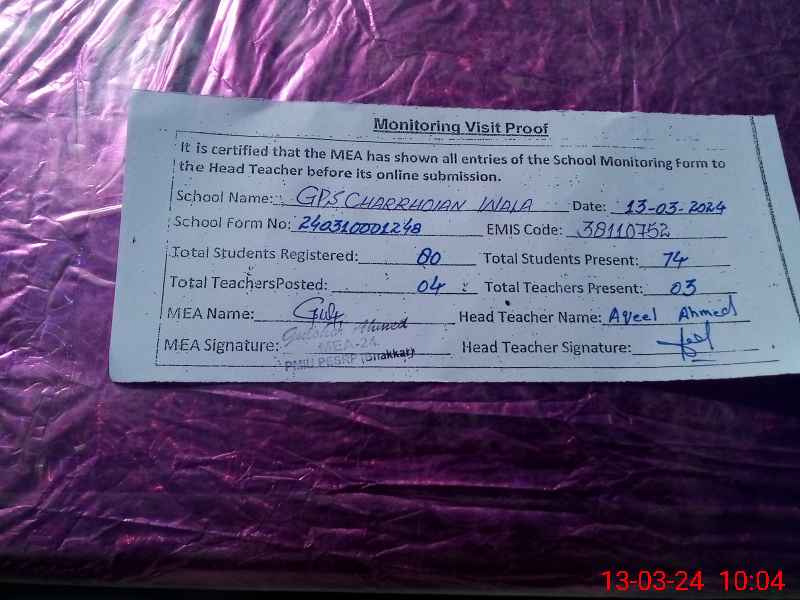 Monitoring Visit Proof
It is certified that the MEA has shown all entries of the School Monitoring Form to
the Head Teacher before its online submission.
School Name: GPS CHARRHOIAN WALA Date: 13-03-2024
School Form No: 240310001248 EMIS Code: 38110752
Total Students Registered: 80 Total Students Present: 74
Total TeachersPosted: 04 Total Teachers Present: 03
MEA Name: Head Teacher Name: Aqeel Ahmed
Ahmed
MEA Signature: MEA-21 Head Teacher Signature:
PMIU PESRP (Bhakkar)
13-03-24 10:04